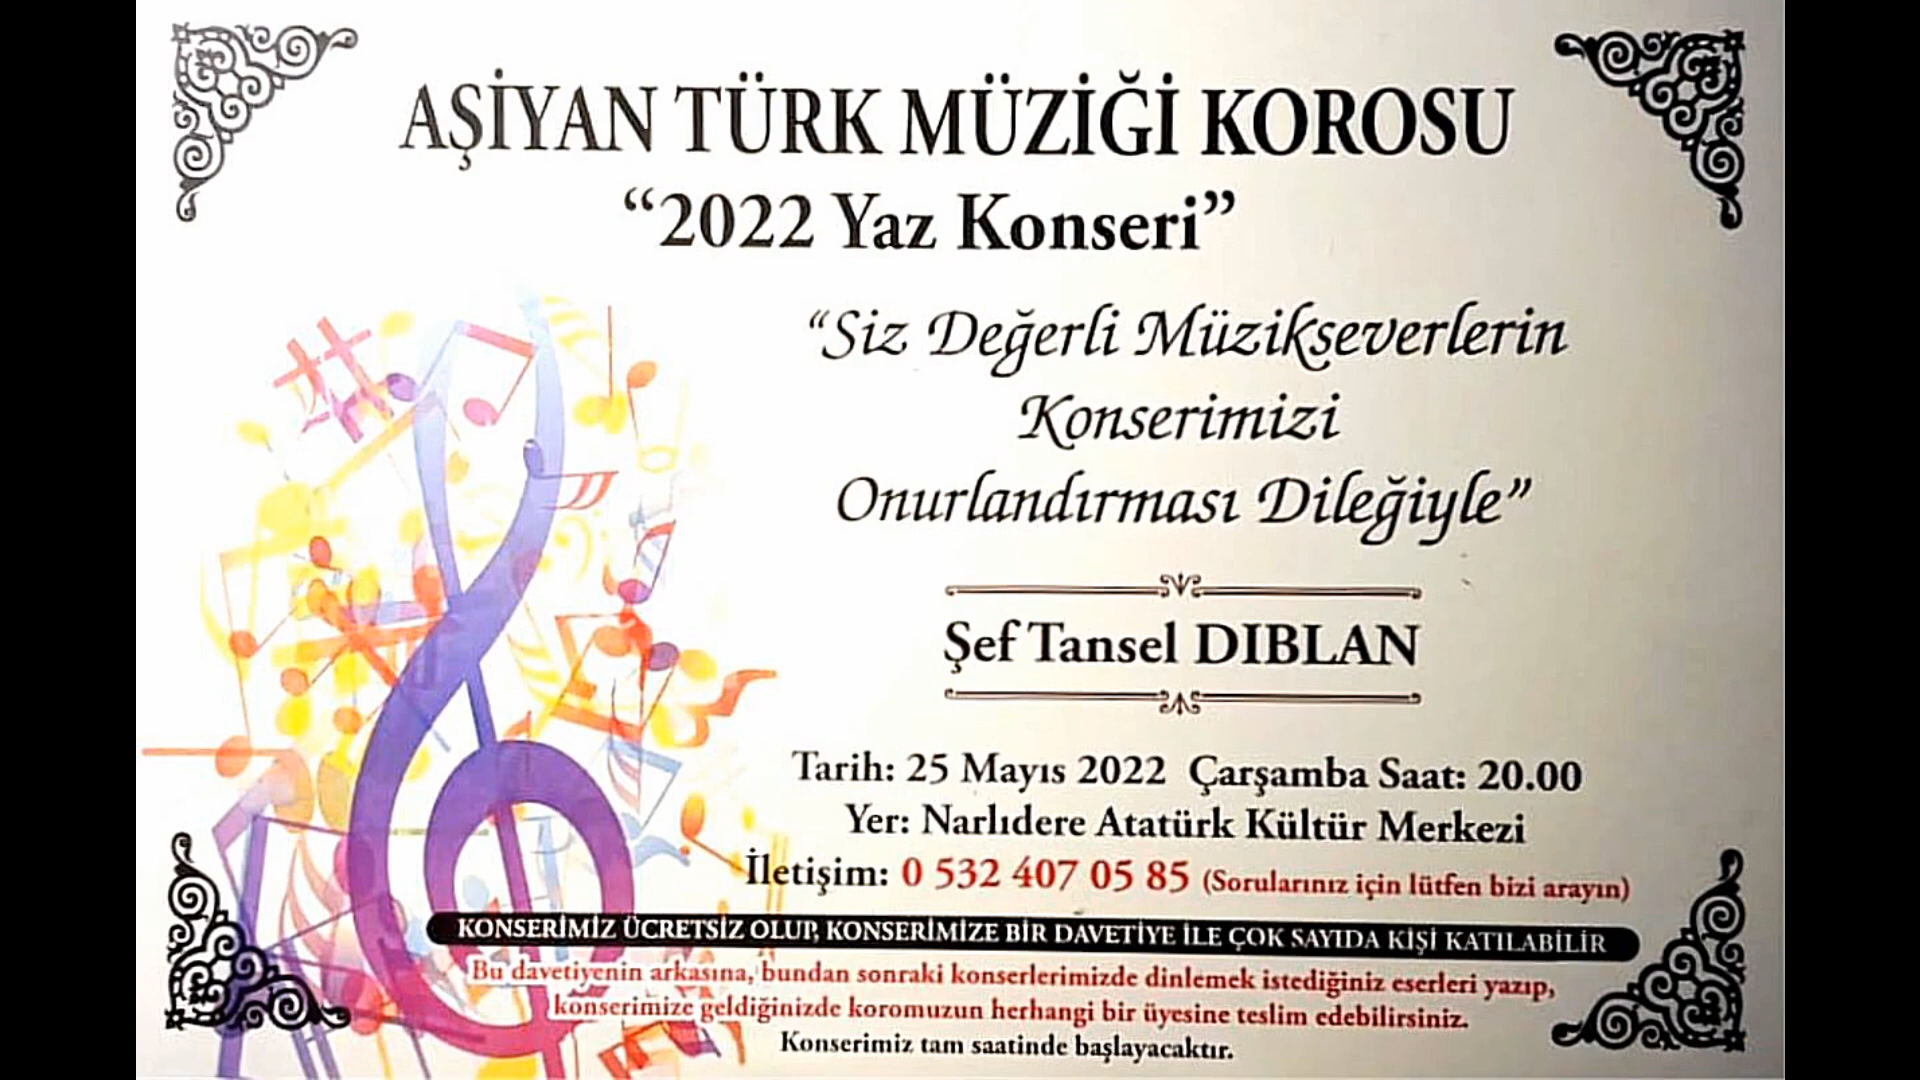 AŞİYAN TÜRK MÜZİĞİ KOROSU
“2022 Yaz Konseri”
“Siz Değerli Müzikseverlerin
Konserimizi
Onurlandırması Dileğiyle”
Şef Tansel DIBLAN
Tarih: 25 Mayıs 2022 Çarşamba Saat: 20.00
Yer: Narlıdere Atatürk Kültür Merkezi
İletişim: 0 532 407 05 85 (Sorularınız için lütfen bizi arayın)
KONSERİMİZ ÜCRETSİZ OLUP, KONSERİMİZE BİR DAVETİYE İLE ÇOK SAYIDA KİŞİ KATILABİLİR
Bu davetiyenin arkasına, bundan sonraki konserlerimizde dinlemek istediğiniz eserleri yazıp,
konserimize geldiğinizde koromuzun herhangi bir üyesine teslim edebilirsiniz.
Konserimiz tam saatinde başlayacaktır.